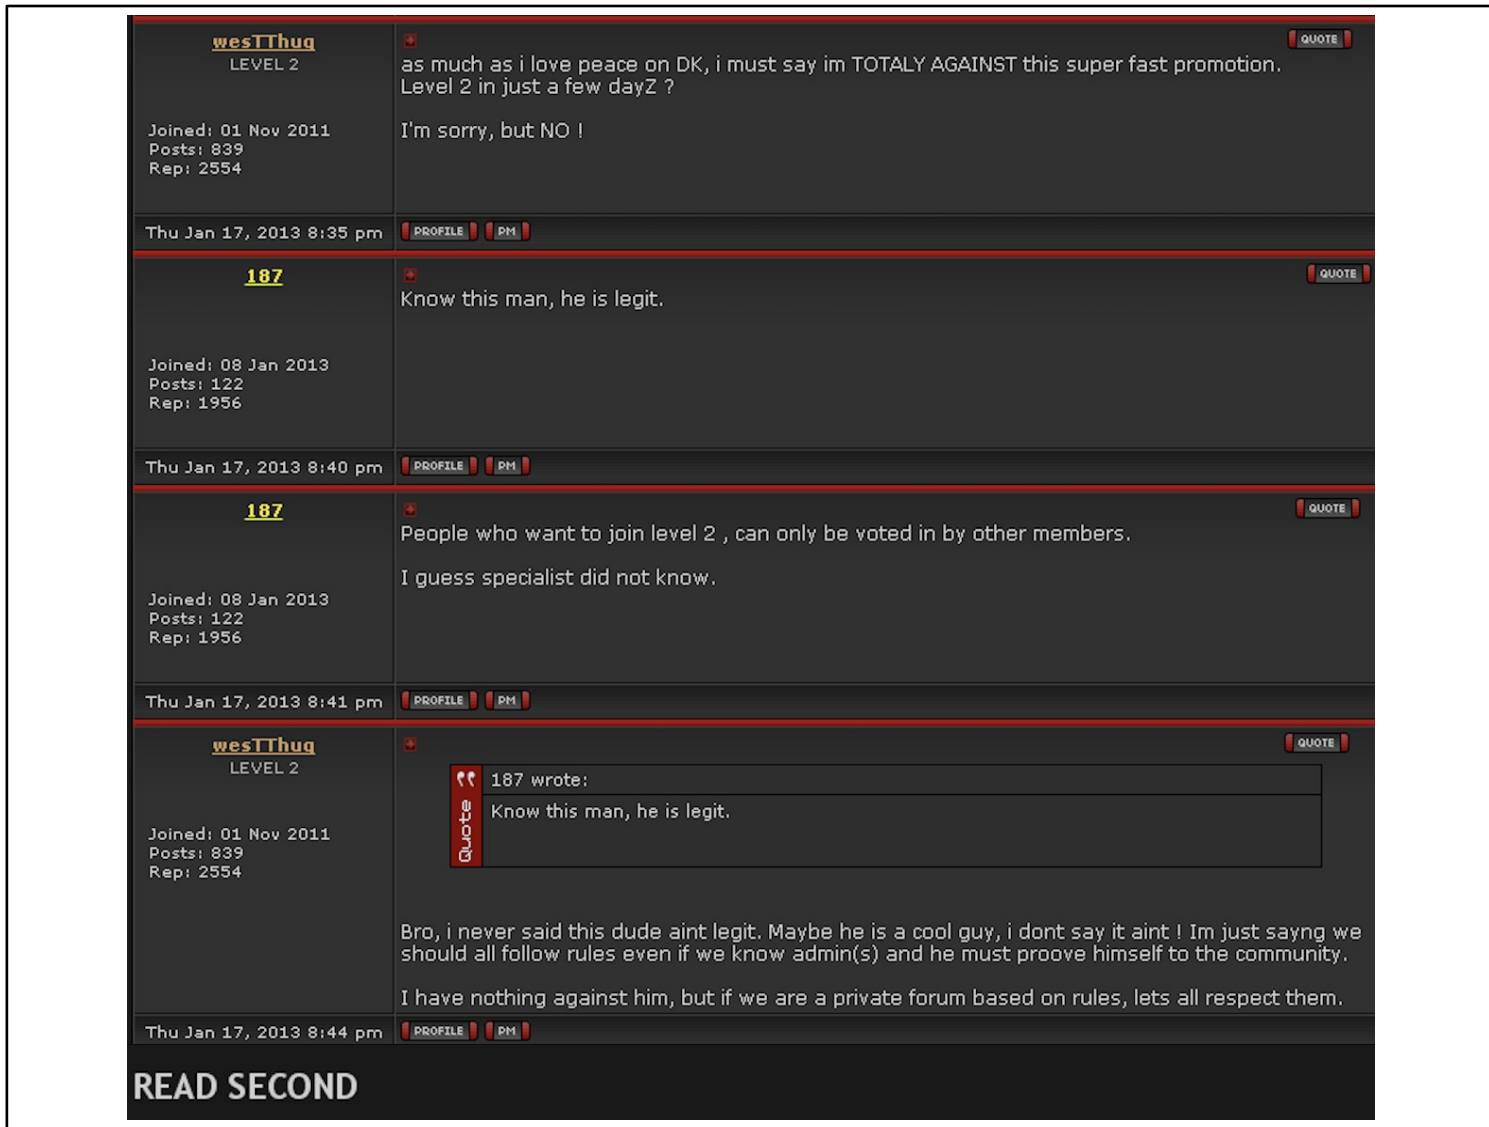 wesTThug
LEVEL 2
Joined: 01 Nov 2011
Posts: 839
Rep: 2554
QUOTE
as much as i love peace on DK, i must say im TOTALY AGAINST this super fast promotion.
Level 2 in just a few dayZ ?
I'm sorry, but NO !
Thu Jan 17, 2013 8:35 pm
PROFILE PM
187
Joined: 08 Jan 2013
Posts: 122
Rep: 1956
QUOTE
Know this man, he is legit.
Thu Jan 17, 2013 8:40 pm
PROFILE PM
187
Joined: 08 Jan 2013
Posts: 122
Rep: 1956
QUOTE
People who want to join level 2 , can only be voted in by other members.
I guess specialist did not know.
Thu Jan 17, 2013 8:41 pm
PROFILE PM
wesTThug
LEVEL 2
Joined: 01 Nov 2011
Posts: 839
Rep: 2554
QUOTE
Quote
187 wrote:
Know this man, he is legit.
Bro, i never said this dude aint legit. Maybe he is a cool guy, i dont say it aint ! Im just sayng we
should all follow rules even if we know admin(s) and he must proove himself to the community.
I have nothing against him, but if we are a private forum based on rules, lets all respect them.
Thu Jan 17, 2013 8:44 pm
PROFILE PM
READ SECOND